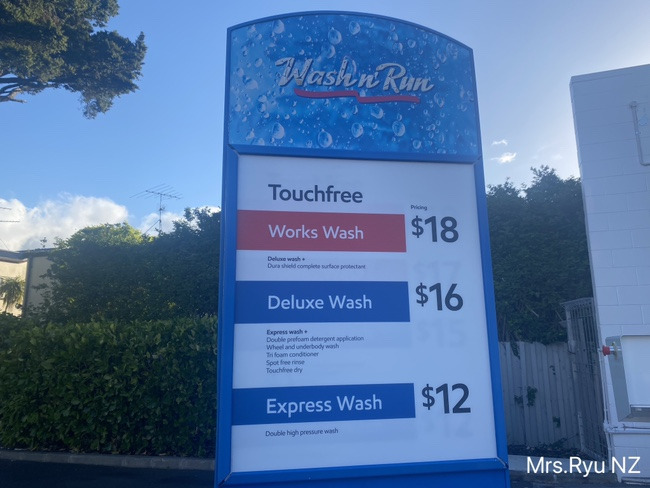 Wash n Run
Touchfree
Pricing
Works Wash
$18
Deluxe wash +
Dura shield complete surface protectant
Deluxe Wash
$16
Express wash +
Double prefoam detergent application
Wheel and underbody wash
Tri foam conditioner
Spot free rinse
Touchfree dry
Express Wash
$12
Double high pressure wash
Mrs.Ryu NZ